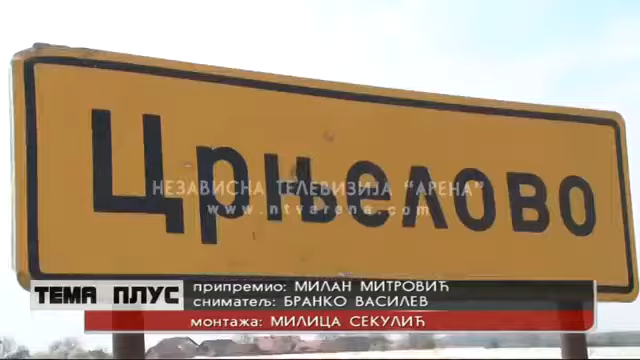 Црњелово
НЕЗАВИСНА ТЕЛЕВИЗИЈА "АРЕНА"
www.ntvarena.com
ТЕМА ПЛУС
припремио: МИЛАН МИТРОВИЋ
сниматељ: БРАНКО ВАСИЛЕВ
монтажа: МИЛИЦА СЕКУЛИЋ